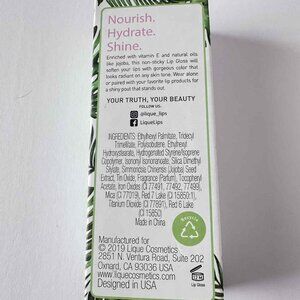 Nourish.
Hydrate.
Shine.
Enriched with vitamin E and natural oils
like jojoba, this non-sticky Lip Gloss will
soften your lips with gorgeous color that
looks radiant on any skin tone. Wear alone
or paired with your favorite lip products for
a shiny pout that stands out.
YOUR TRUTH, YOUR BEAUTY
FOLLOW US:
@lique_lips
LiqueLips
INGREDIENTS: Ethylhexyl Palmitate, Tridecyl
Trimellitate, Polyisobutene, Ethylhexyl
Hydroxystearate, Hydrogenated Styrene/Isoprene
Copolymer, Isononyl Isononanoate, Silica Dimethyl
Silylate, Simmondsia Chinensis (Jojoba) Seed
Extract, Tin Oxide, Fragrance (Parfum), Tocopheryl
Acetate, Iron Oxides (CI 77491, 77492, 77499),
Mica (CI 77019), Red 7 Lake (CI 15850:1),
Titanium Dioxide (CI 77891), Red 6 Lake
(CI 15850)
Made in China
Recycle
Manufactured for
© 2019 Lique Cosmetics
2851 N. Ventura Road, Suite 202
Oxnard, CA 93036 USA
www.liquecosmetics.com
Designed in USA
Lip Gloss